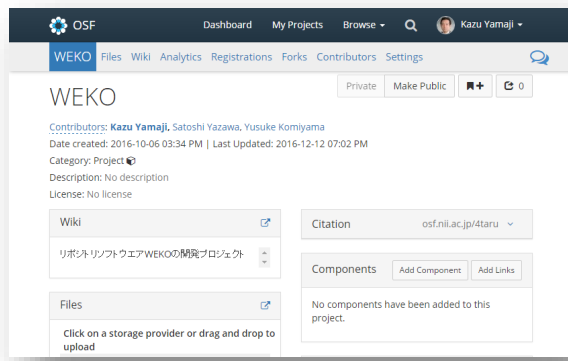 OSF Dashboard My Projects Browse Kazu Yamaji
WEKO Files Wiki Analytics Registrations Forks Contributors Settings
WEKO
Private Make Public 0
Contributors: Kazu Yamaji, Satoshi Yazawa, Yusuke Komiyama
Date created: 2016-10-06 03:34 PM | Last Updated: 2016-12-12 07:02 PM
Category: Project
Description: No description
License: No license
Wiki
リポジトリソフトウエアWEKOの開発プロジェクト
Files
Click on a storage provider or drag and drop to
upload
Citation osf.nii.ac.jp/4taru
Components Add Component Add Links
No components have been added to this
project.